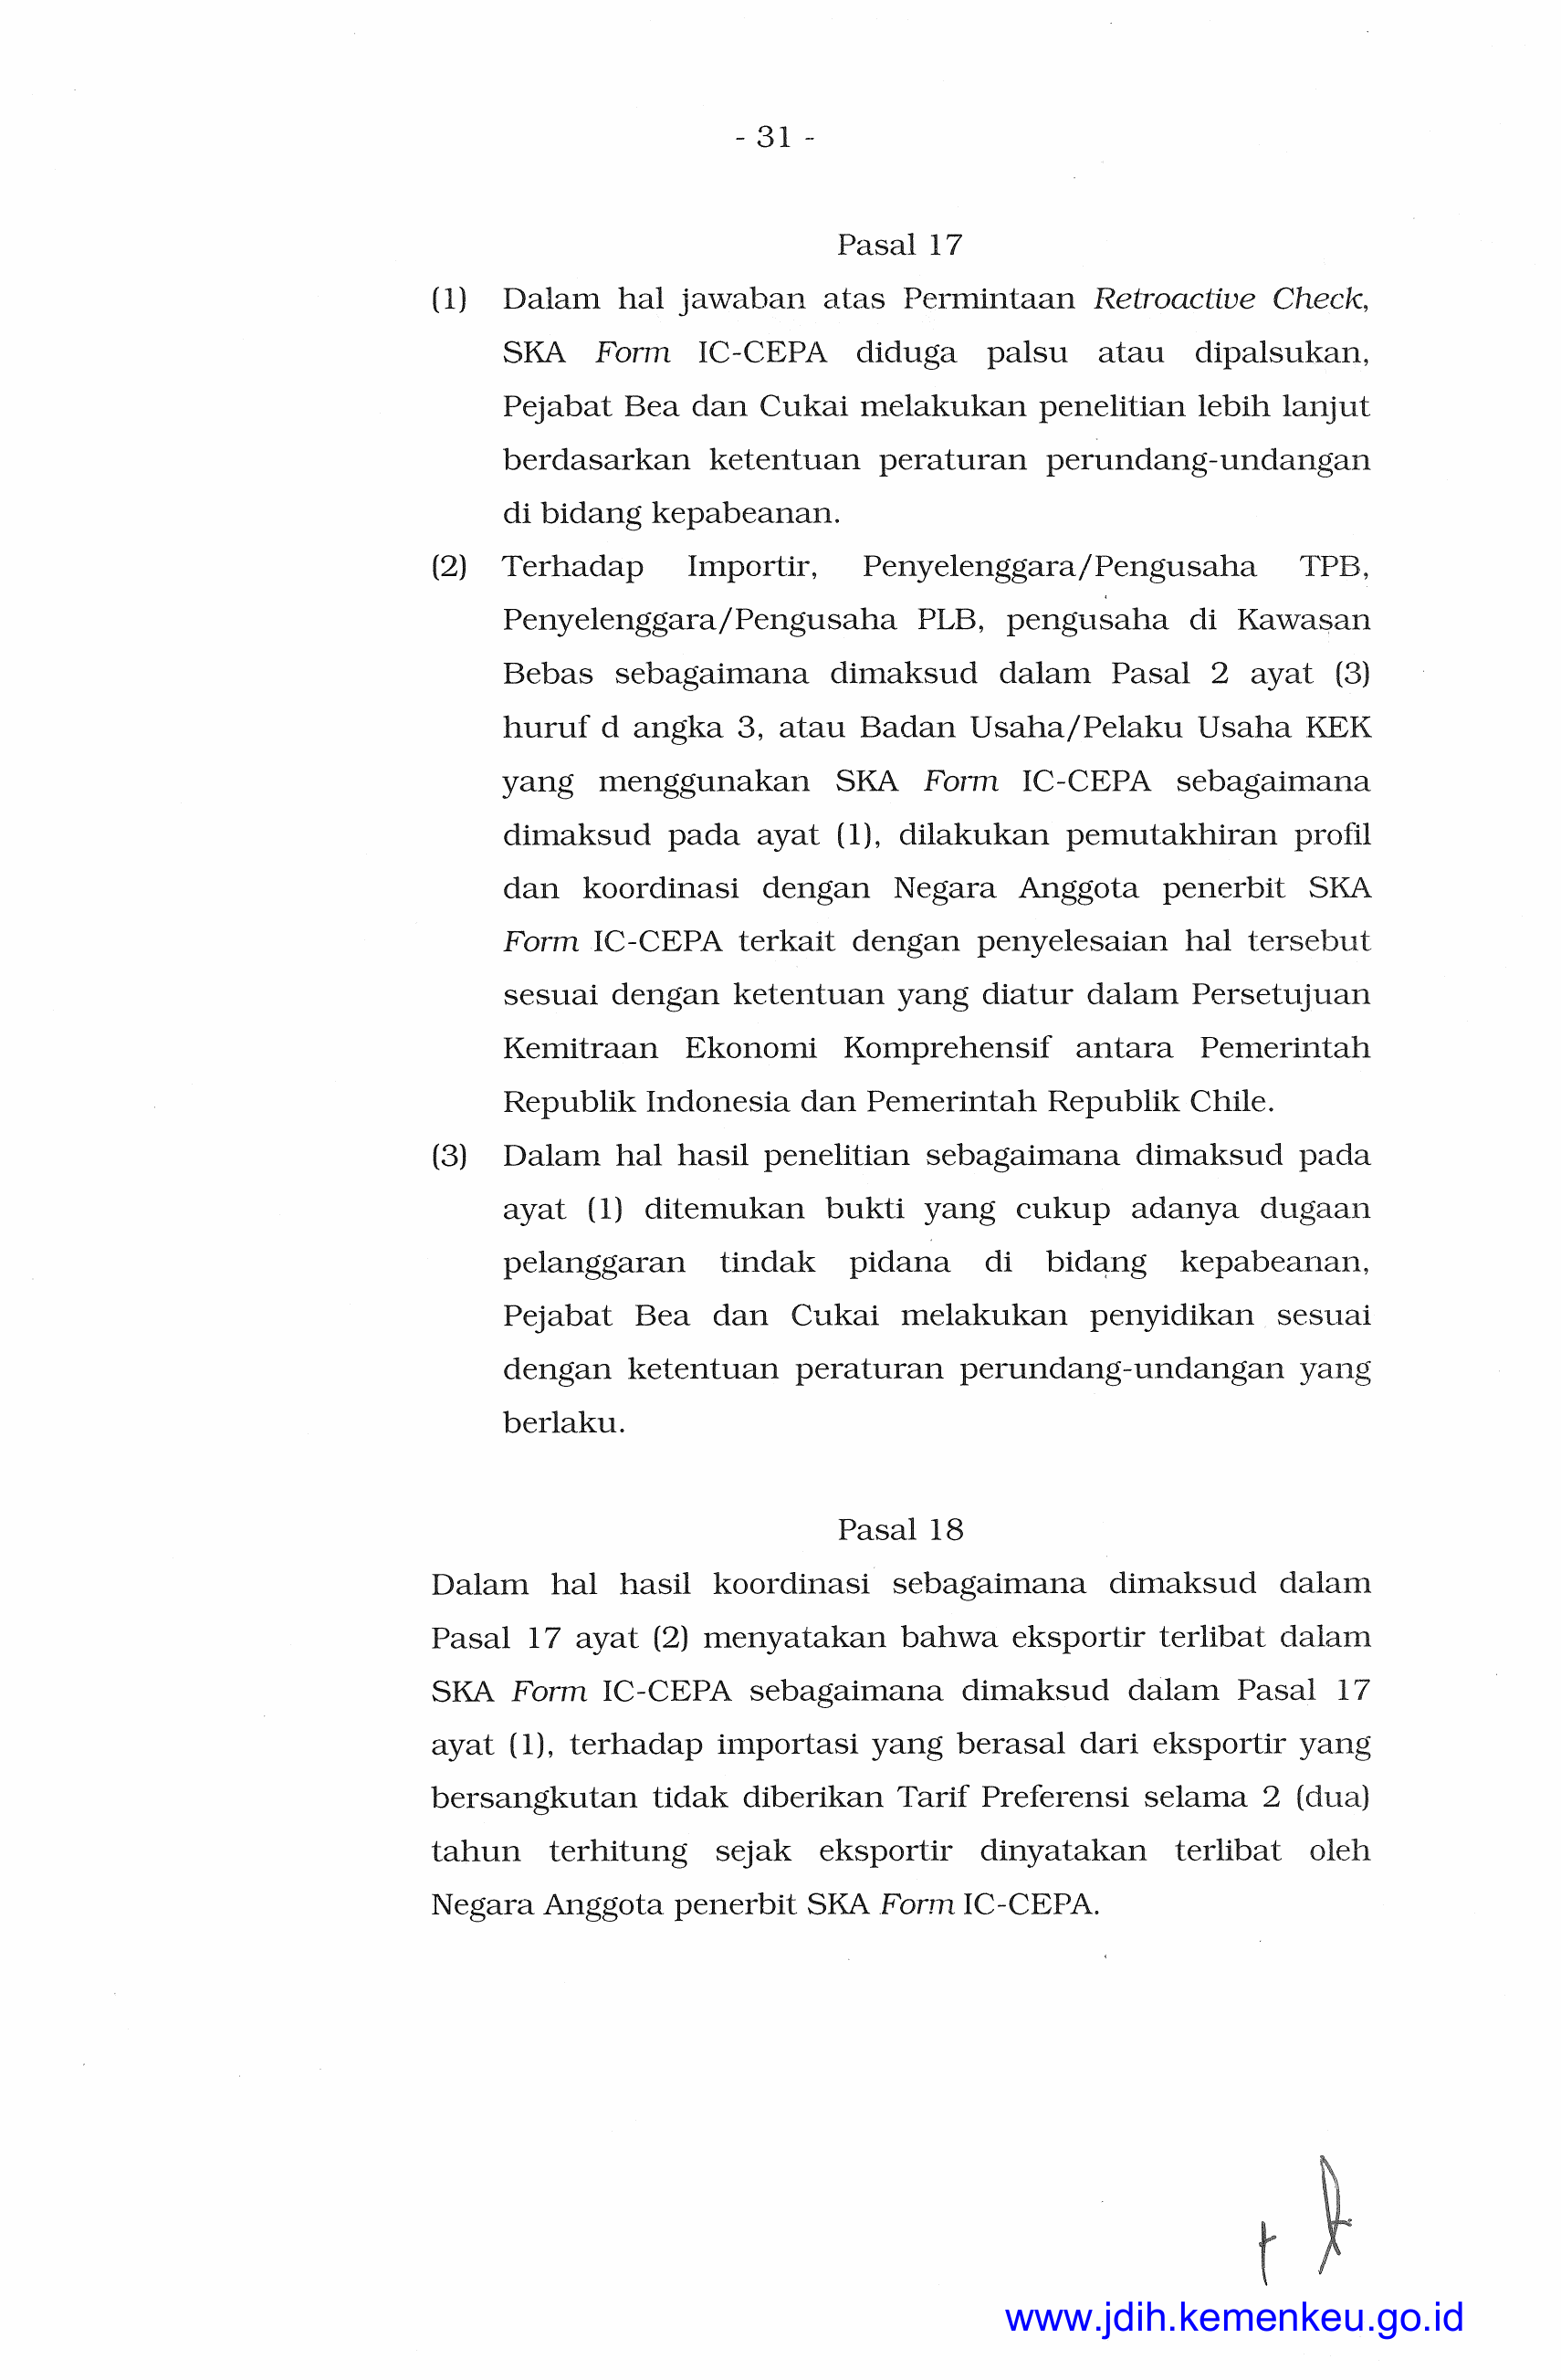 - 31 -
Pasal 17
(1) Dalam hal jawaban atas Permintaan Retroactive Check,
SKA Form IC-CEPA diduga palsu atau dipalsukan,
Pejabat Bea dan Cukai melakukan penelitian lebih lanjut
berdasarkan ketentuan peraturan perundang-undangan
di bidang kepabeanan.
(2) Terhadap Importir, Penyelenggara/Pengusaha TPB,
Penyelenggara/Pengusaha PLB, pengusaha di Kawasan
Bebas sebagaimana dimaksud dalam Pasal 2 ayat (3)
huruf d angka 3, atau Badan Usaha/Pelaku Usaha KEK
yang menggunakan SKA Form IC-CEPA sebagaimana
dimaksud pada ayat (1), dilakukan pemutakhiran profil
dan koordinasi dengan Negara Anggota penerbit SKA
Form IC-CEPA terkait dengan penyelesaian hal tersebut
sesuai dengan ketentuan yang diatur dalam Persetujuan
Kemitraan Ekonomi Komprehensif antara Pemerintah
Republik Indonesia dan Pemerintah Republik Chile.
(3) Dalam hal hasil penelitian sebagaimana dimaksud pada
ayat (1) ditemukan bukti yang cukup adanya dugaan
pelanggaran tindak pidana di bidang kepabeanan,
Pejabat Bea dan Cukai melakukan penyidikan sesuai
dengan ketentuan peraturan perundang-undangan yang
berlaku.
Pasal 18
Dalam hal hasil koordinasi sebagaimana dimaksud dalam
Pasal 17 ayat (2) menyatakan bahwa eksportir terlibat dalam
SKA Form IC-CEPA sebagaimana dimaksud dalam Pasal 17
ayat (1), terhadap importasi yang berasal dari eksportir yang
bersangkutan tidak diberikan Tarif Preferensi selama 2 (dua)
tahun terhitung sejak eksportir dinyatakan terlibat oleh
Negara Anggota penerbit SKA Form IC-CEPA.
www.jdih.kemenkeu.go.id